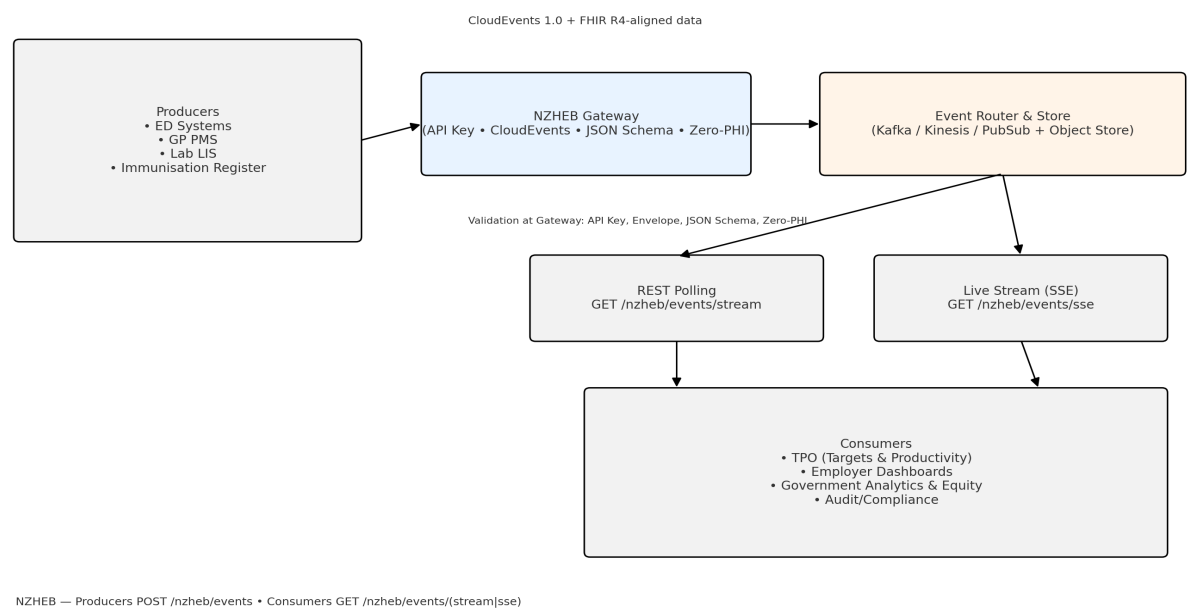 CloudEvents 1.0 + FHIR R4-aligned data
Producers
• ED Systems
• GP PMS
• Lab LIS
• Immunisation Register
NZHEB Gateway
(API Key • CloudEvents • JSON Schema • Zero-PHI)
Event Router & Store
(Kafka / Kinesis / PubSub + Object Store)
Validation at Gateway: API Key, Envelope, JSON Schema, Zero-PHI
REST Polling
GET /nzheb/events/stream
Live Stream (SSE)
GET /nzheb/events/sse
Consumers
• TPO (Targets & Productivity)
• Employer Dashboards
• Government Analytics & Equity
• Audit/Compliance
NZHEB — Producers POST /nzheb/events • Consumers GET /nzheb/events/(stream|sse)